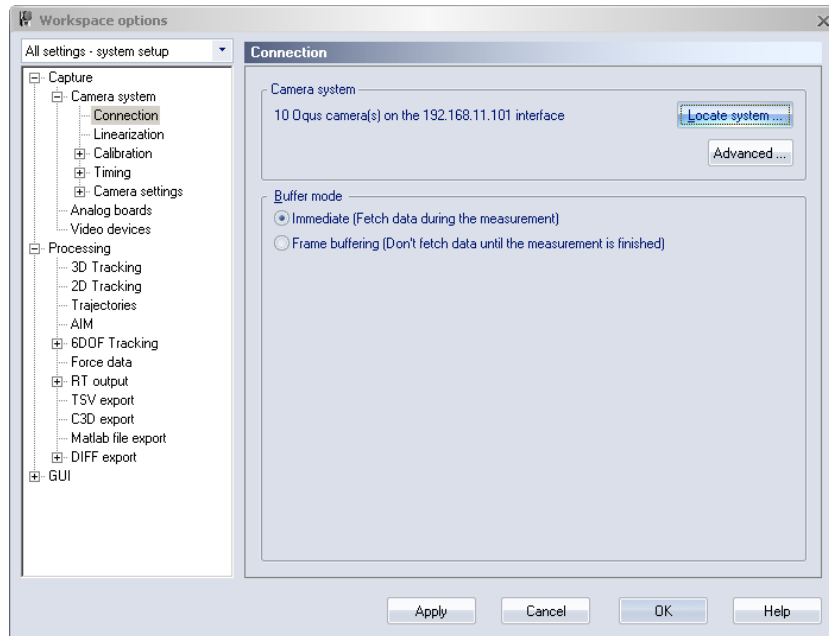 Workspace options
All settings - system setup
Capture
Camera system
Connection
Linearization
Calibration
Timing
Camera settings
Analog boards
Video devices
Processing
3D Tracking
2D Tracking
Trajectories
AIM
6DOF Tracking
Force data
RT output
TSV export
C3D export
Matlab file export
DIFF export
GUI
Connection
Camera system
10 Oqus camera(s) on the 192.168.11.101 interface
Locate system ...
Advanced ...
Buffer mode
Immediate (Fetch data during the measurement)
Frame buffering (Don't fetch data until the measurement is finished)
Apply
Cancel
OK
Help